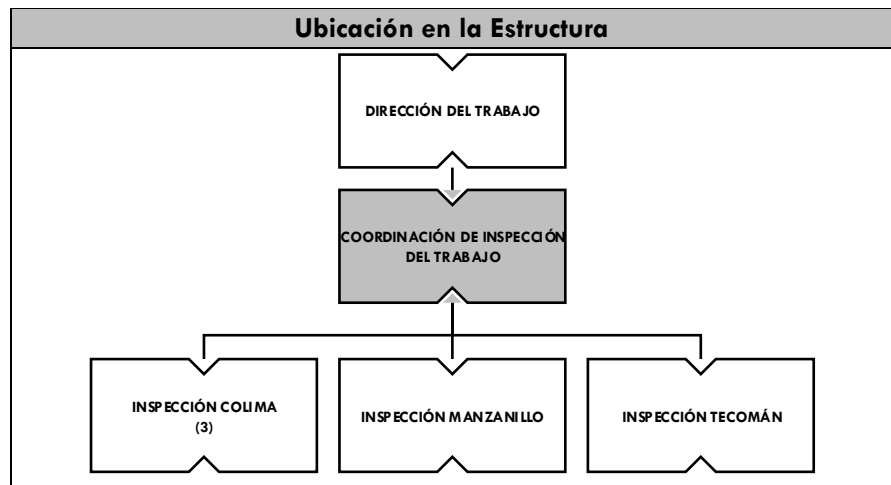 Ubicación en la Estructura
DIRECCIÓN DEL TRABAJO
COORDINACIÓN DE INSPECCIÓN
DEL TRABAJO
INSPECCIÓN COLIMA
(3)
INSPECCIÓN MANZANILLO
INSPECCIÓN TECOMÁN